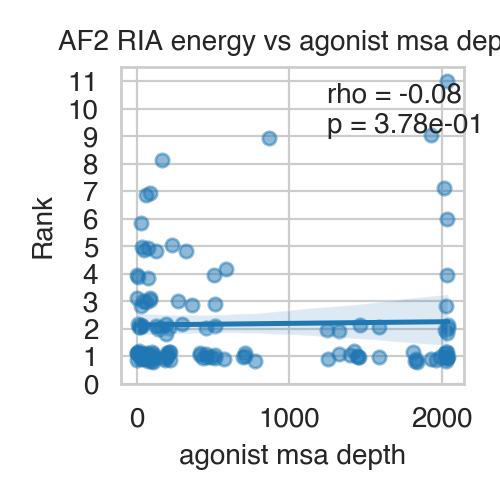 AF2 RIA energy vs agonist msa dep
rho = -0.08
p = 3.78e-01
Rank
11
10
9
8
7
6
5
4
3
2
1
0
0 1000 2000
agonist msa depth